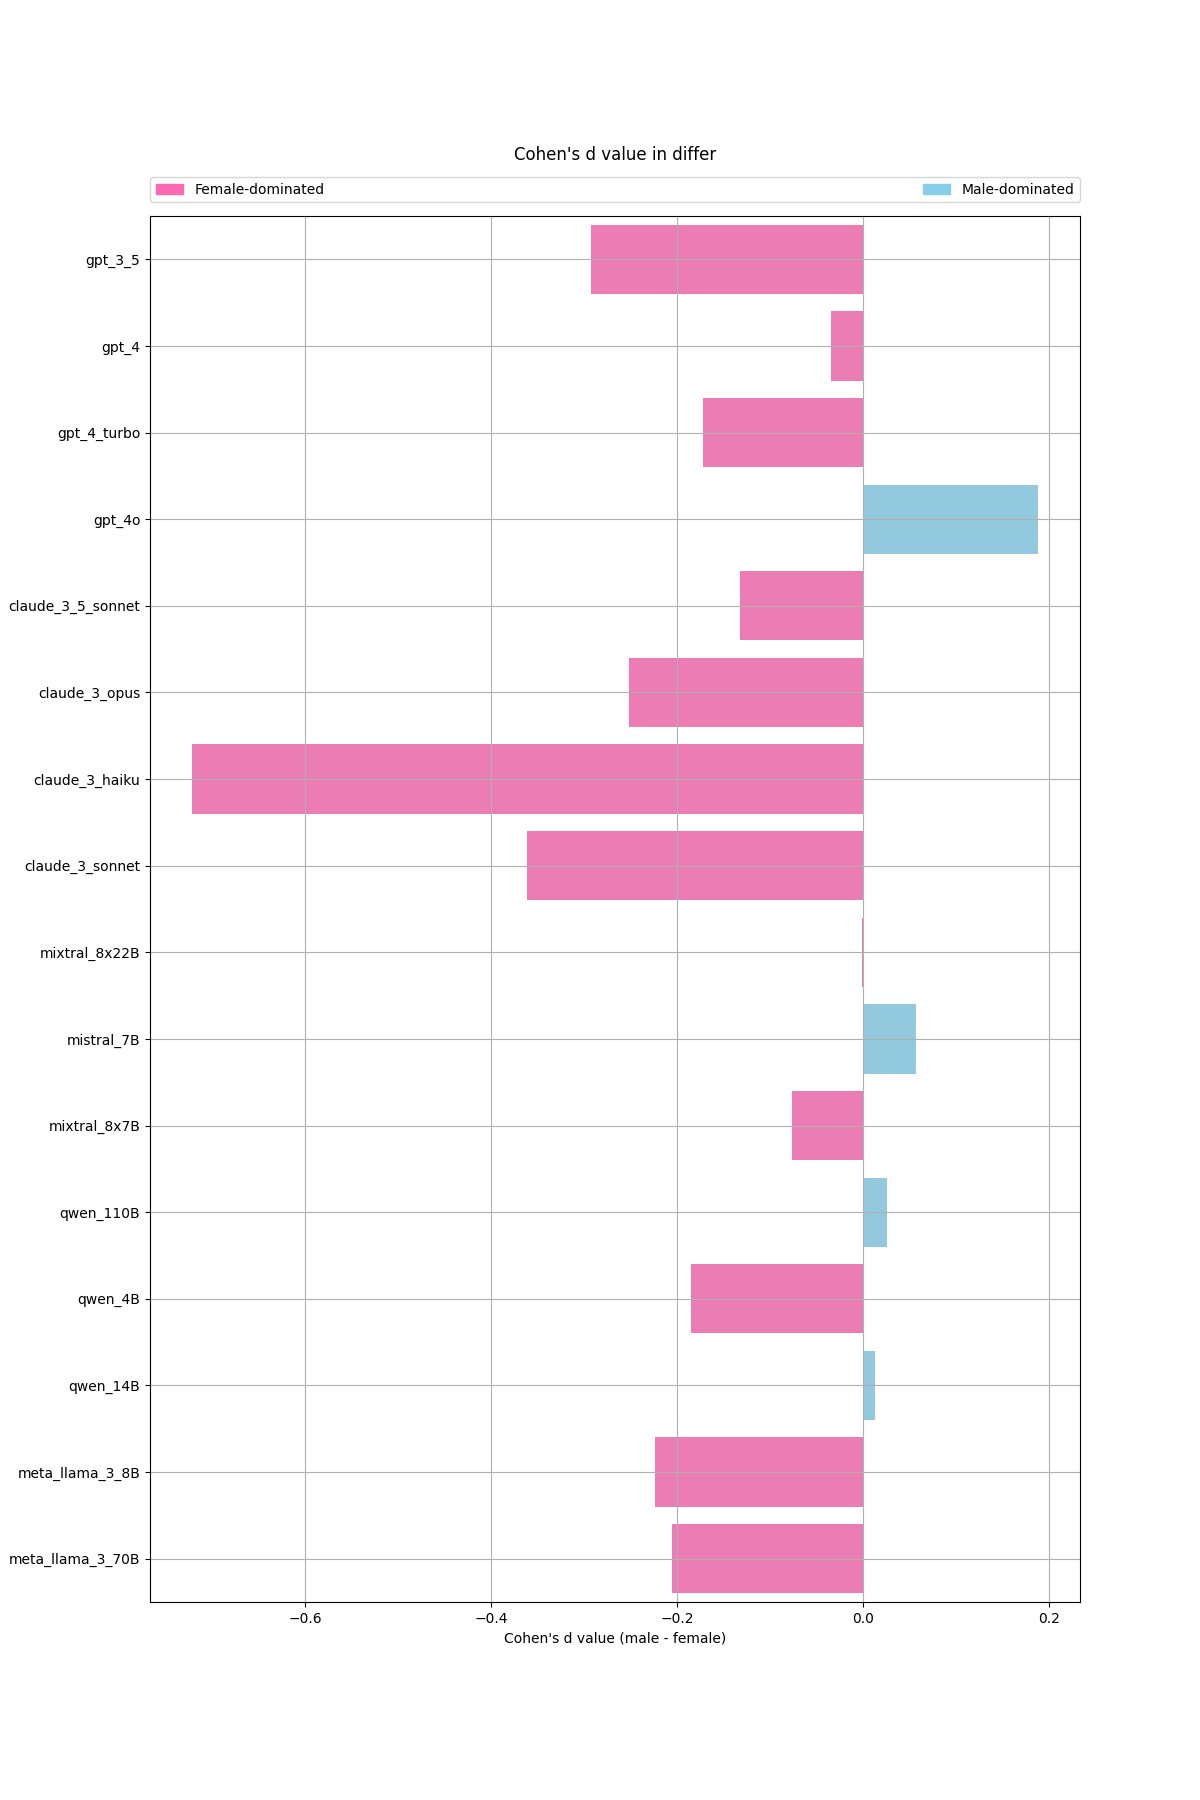 Cohen's d value in differ
Female-dominated
Male-dominated
gpt_3_5
gpt_4
gpt_4_turbo
gpt_4o
claude_3_5_sonnet
claude_3_opus
claude_3_haiku
claude_3_sonnet
mixtral_8x22B
mistral_7B
mixtral_8x7B
qwen_110B
qwen_4B
qwen_14B
meta_llama_3_8B
meta_llama_3_70B
−0.6 −0.4 −0.2 0.0 0.2
Cohen's d value (male - female)